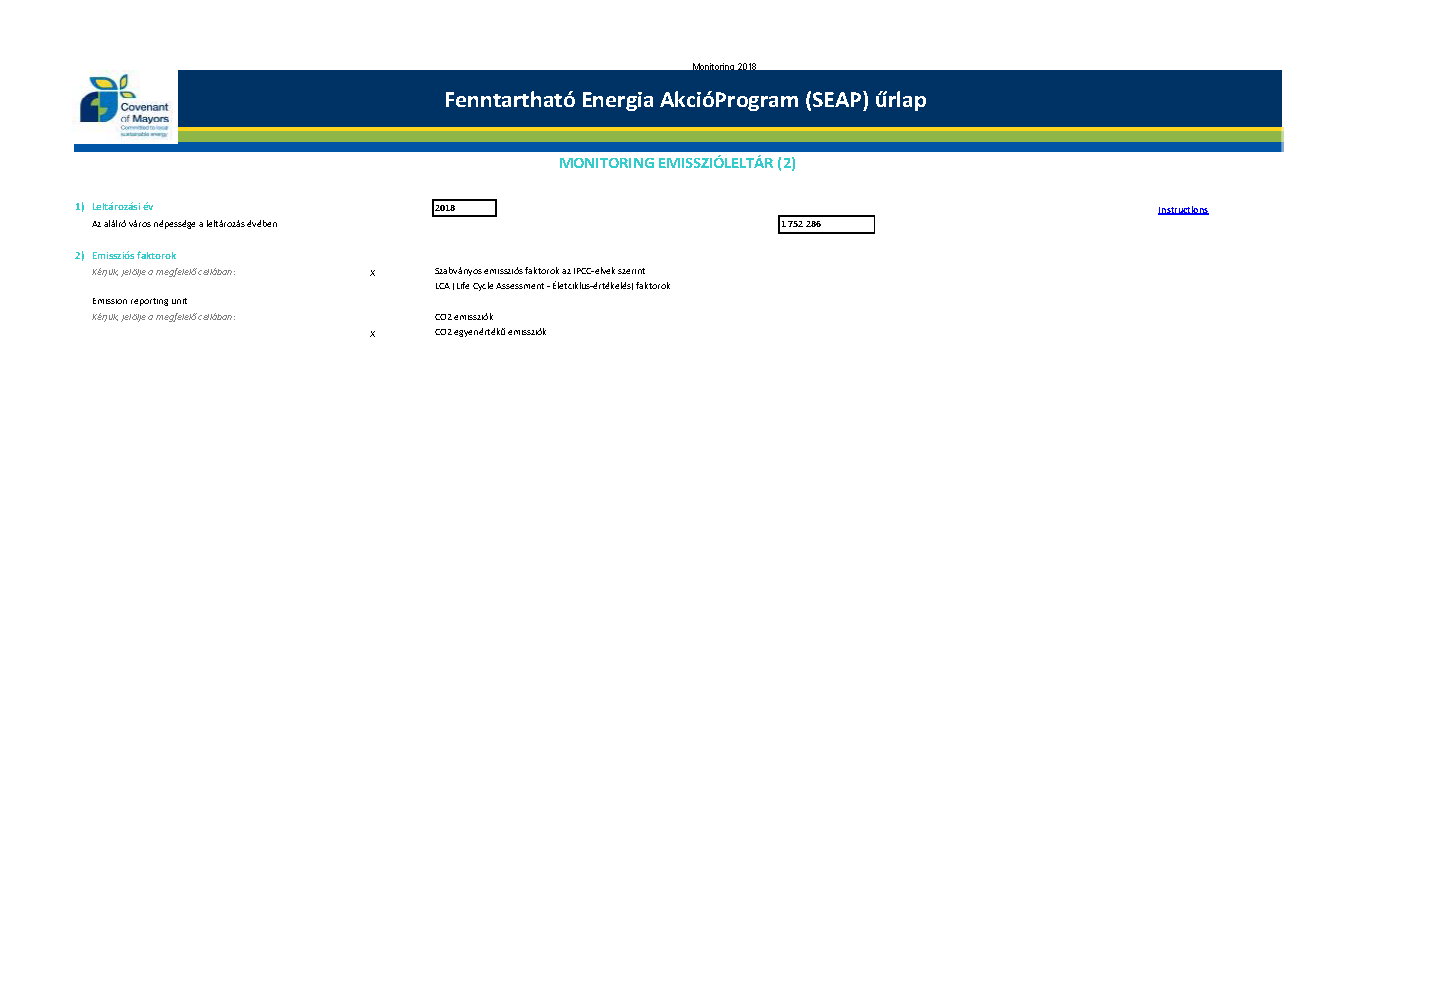 Monitoring 2018
Covenant
of Mayors
Committed to local
sustainable energy
Fenntartható Energia AkcióProgram (SEAP) űrlap
MONITORING EMISSZIÓLELTÁR (2)
1) Leltározási év 2018 Instructions
Az aláíró város népessége a leltározás évében 1 752 286
2) Emissziós faktorok
Kérjük, jelölje a megfelelő cellában: x Szabványos emissziós faktorok az IPCC-elvek szerint
LCA (Life Cycle Assessment - Életciklus-értékelés) faktorok
Emission reporting unit
Kérjük, jelölje a megfelelő cellában: CO2 emissziók
x CO2 egyenértékű emissziók